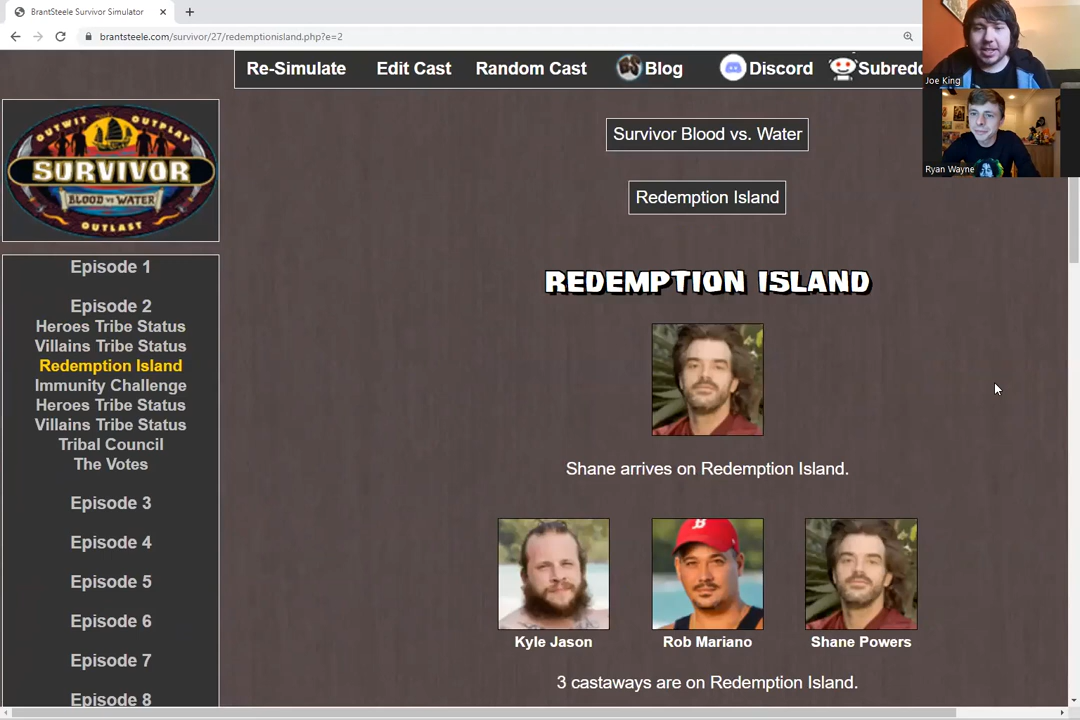 BrantSteele Survivor Simulator
brantsteele.com/survivor/27/redemptionisland.php?e=2
Re-Simulate Edit Cast Random Cast Blog Discord Subredd
Joe King
Ryan Wayne
OUTWIT OUTPLAY
SURVIVOR
BLOOD VS WATER
OUTLAST
Episode 1
Episode 2
Heroes Tribe Status
Villains Tribe Status
Redemption Island
Immunity Challenge
Heroes Tribe Status
Villains Tribe Status
Tribal Council
The Votes
Episode 3
Episode 4
Episode 5
Episode 6
Episode 7
Episode 8
Survivor Blood vs. Water
Redemption Island
REDEMPTION ISLAND
Shane arrives on Redemption Island.
B
Kyle Jason Rob Mariano Shane Powers
3 castaways are on Redemption Island.